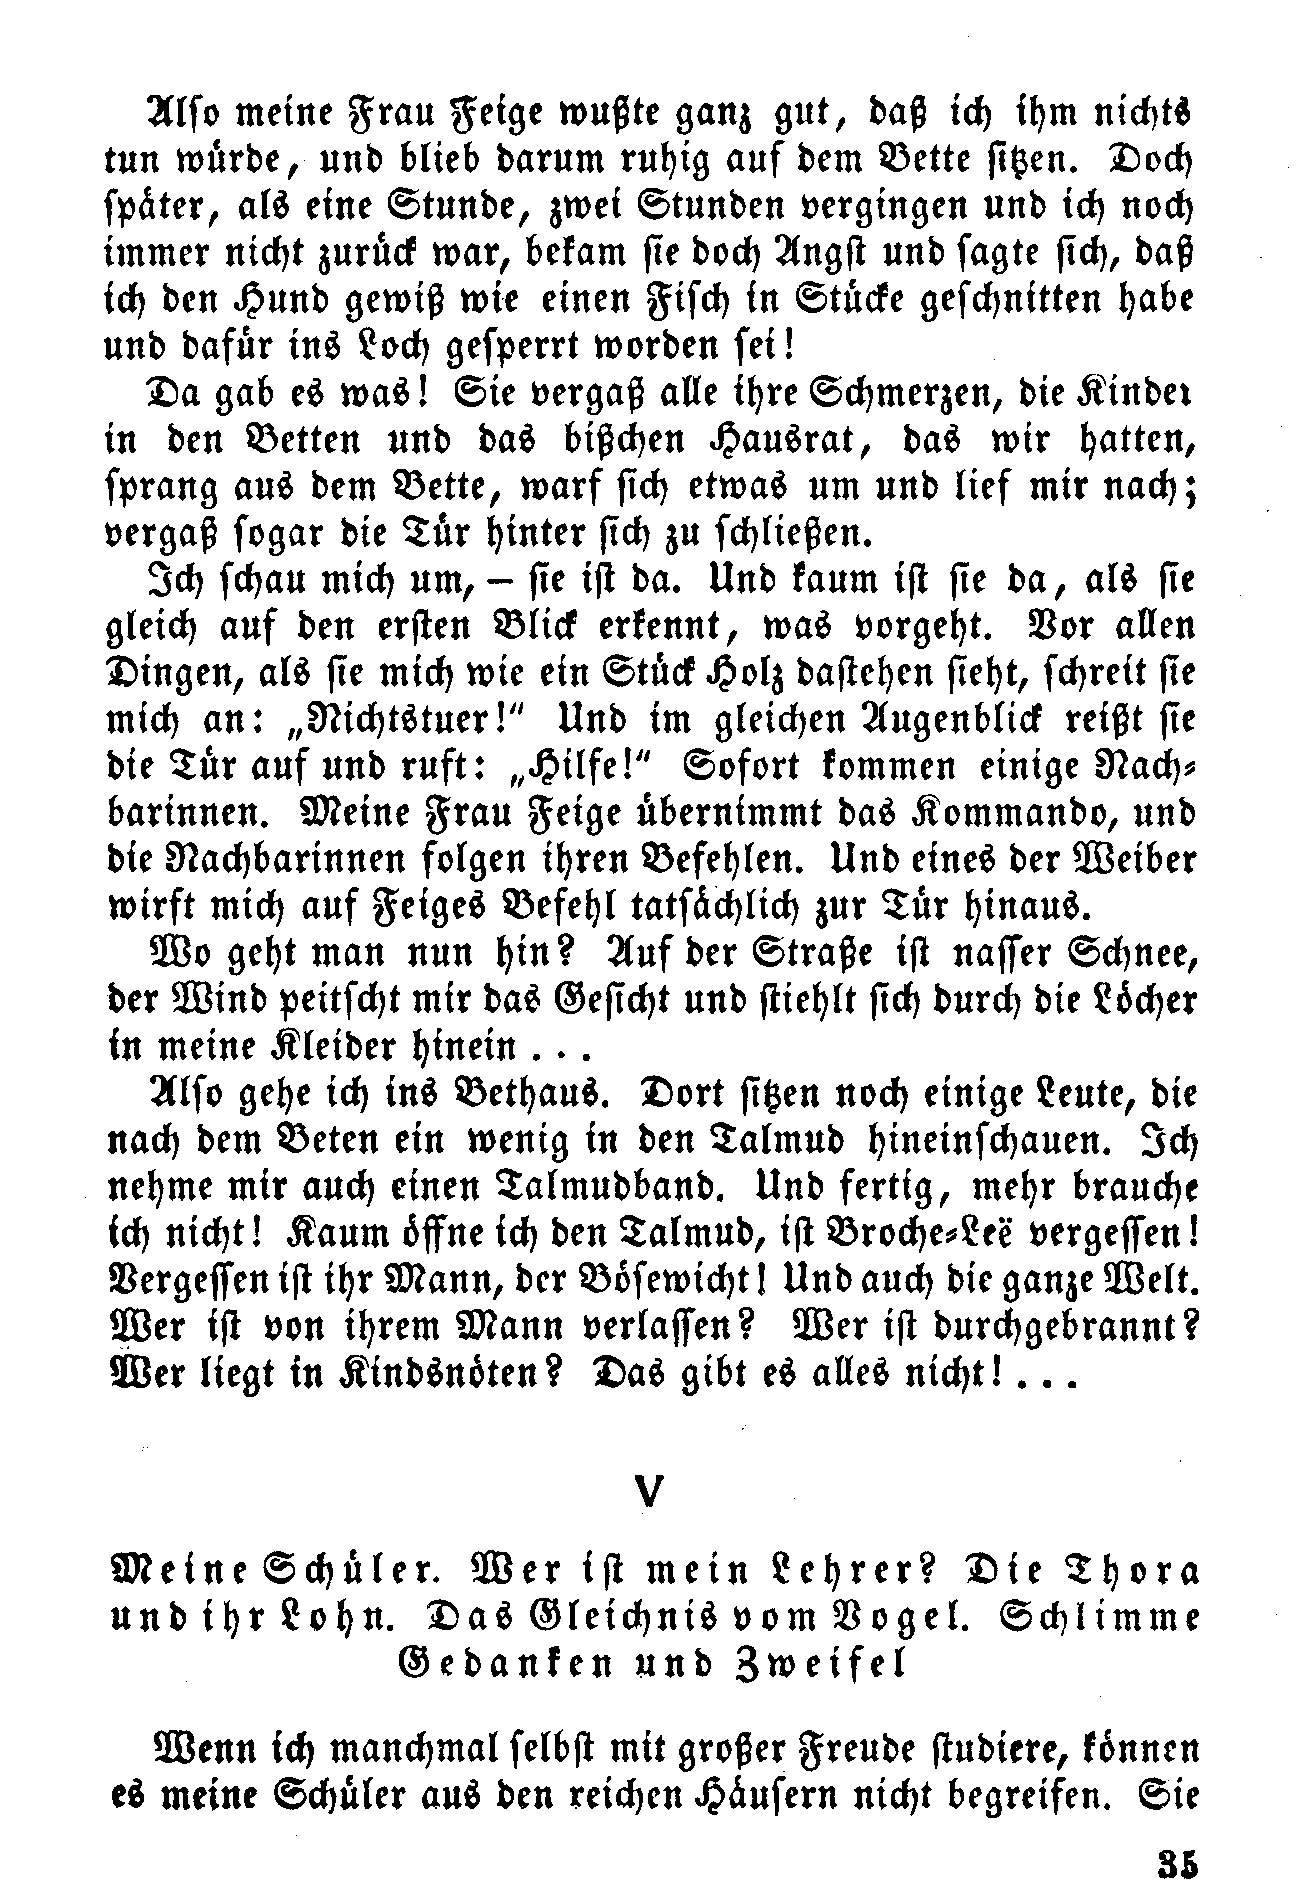 Also meine Frau Feige wußte ganz gut, daß ich ihm nichts
tun würde, und blieb darum ruhig auf dem Bette sitzen. Doch
später, als eine Stunde, zwei Stunden vergingen und ich noch
immer nicht zurück war, bekam sie doch Angst und sagte sich, daß
ich den Hund gewiß wie einen Fisch in Stücke geschnitten habe
und dafür ins Loch gesperrt worden sei!
Da gab es was! Sie vergaß alle ihre Schmerzen, die Kinder
in den Betten und das bißchen Hausrat, das wir hatten,
sprang aus dem Bette, warf sich etwas um und lief mir nach;
vergaß sogar die Tür hinter sich zu schließen.
Ich schau mich um, – sie ist da. Und kaum ist sie da, als sie
gleich auf den ersten Blick erkennt, was vorgeht. Vor allen
Dingen, als sie mich wie ein Stück Holz dastehen sieht, schreit sie
mich an: „Nichtstuer!“ Und im gleichen Augenblick reißt sie
die Tür auf und ruft: „Hilfe!“ Sofort kommen einige Nach-
barinnen. Meine Frau Feige übernimmt das Kommando, und
die Nachbarinnen folgen ihren Befehlen. Und eines der Weiber
wirft mich auf Feiges Befehl tatsächlich zur Tür hinaus.
Wo geht man nun hin? Auf der Straße ist nasser Schnee,
der Wind peitscht mir das Gesicht und stiehlt sich durch die Löcher
in meine Kleider hinein . . .
Also gehe ich ins Bethaus. Dort sitzen noch einige Leute, die
nach dem Beten ein wenig in den Talmud hineinschauen. Ich
nehme mir auch einen Talmudband. Und fertig, mehr brauche
ich nicht! Kaum öffne ich den Talmud, ist Broche-Leë vergessen!
Vergessen ist ihr Mann, der Bösewicht! Und auch die ganze Welt.
Wer ist von ihrem Mann verlassen? Wer ist durchgebrannt?
Wer liegt in Kindsnöten? Das gibt es alles nicht! . . .
V
Meine Schüler. Wer ist mein Lehrer? Die Thora
und ihr Lohn. Das Gleichnis vom Vogel. Schlimme
Gedanken und Zweifel
Wenn ich manchmal selbst mit großer Freude studiere, können
es meine Schüler aus den reichen Häusern nicht begreifen. Sie
35